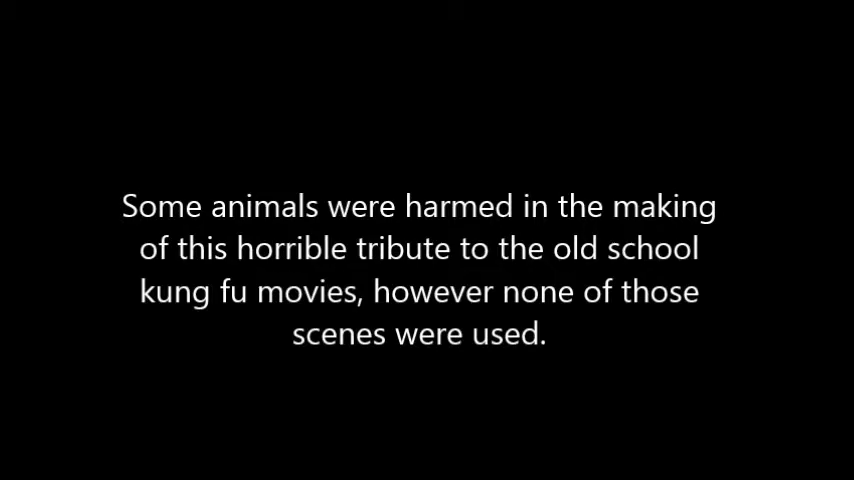 Some animals were harmed in the making
of this horrible tribute to the old school
kung fu movies, however none of those
scenes were used.